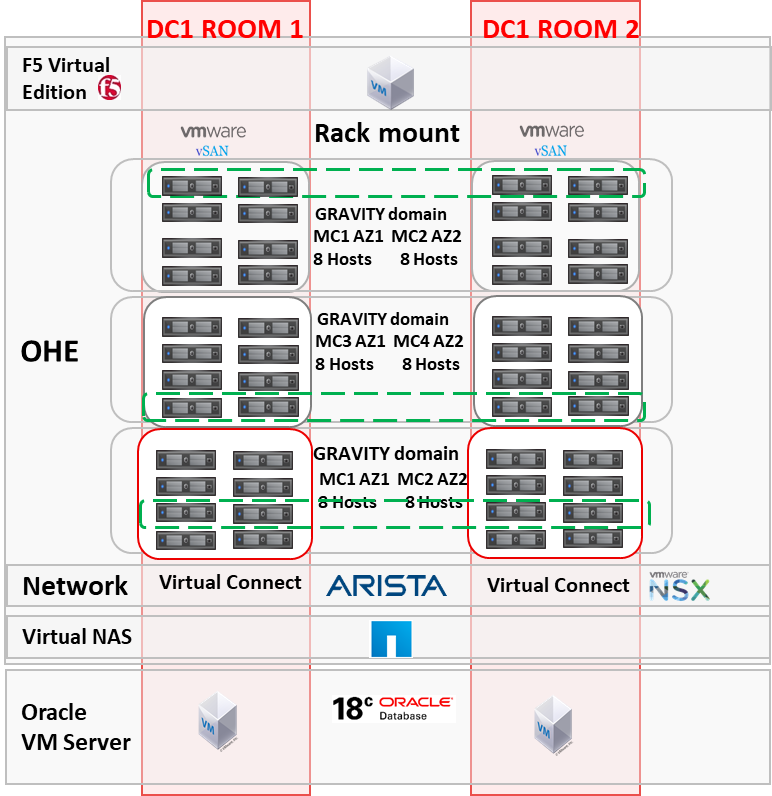 DC1 ROOM 1
DC1 ROOM 2
F5 Virtual
Edition
f5
VM
vmware
vSAN
Rack mount
vmware
vSAN
GRAVITY domain
MC1 AZ1 MC2 AZ2
8 Hosts 8 Hosts
OHE
GRAVITY domain
MC3 AZ1 MC4 AZ2
8 Hosts 8 Hosts
GRAVITY domain
MC1 AZ1 MC2 AZ2
8 Hosts 8 Hosts
Network
Virtual Connect
ARISTA
Virtual Connect
vmware
NSX
Virtual NAS
Oracle
VM Server
VM
18c ORACLE
Database
VM